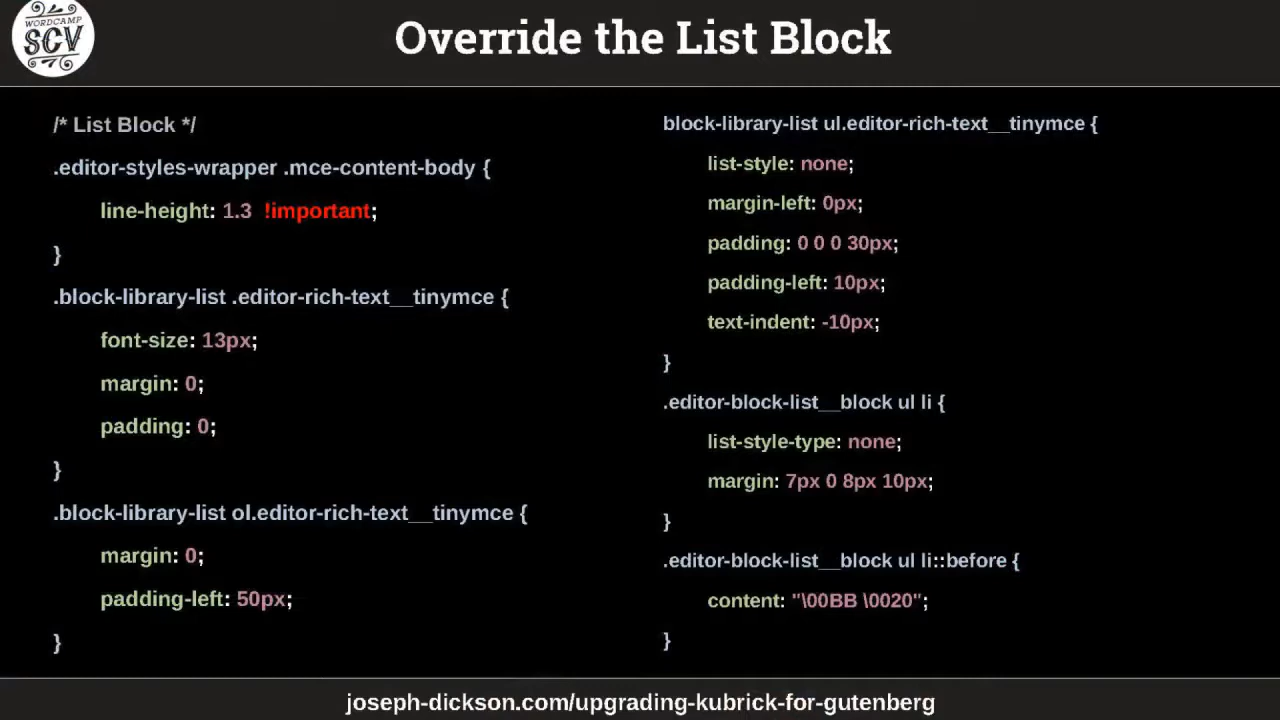 WORDCAMP
SCV
Override the List Block
/* List Block */
.editor-styles-wrapper .mce-content-body {
line-height: 1.3 !important;
}
.block-library-list .editor-rich-text__tinymce {
font-size: 13px;
margin: 0;
padding: 0;
}
.block-library-list ol.editor-rich-text__tinymce {
margin: 0;
padding-left: 50px;
}
block-library-list ul.editor-rich-text__tinymce {
list-style: none;
margin-left: 0px;
padding: 0 0 0 30px;
padding-left: 10px;
text-indent: -10px;
}
.editor-block-list__block ul li {
list-style-type: none;
margin: 7px 0 8px 10px;
}
.editor-block-list__block ul li::before {
content: "\00BB \0020";
}
joseph-dickson.com/upgrading-kubrick-for-gutenberg